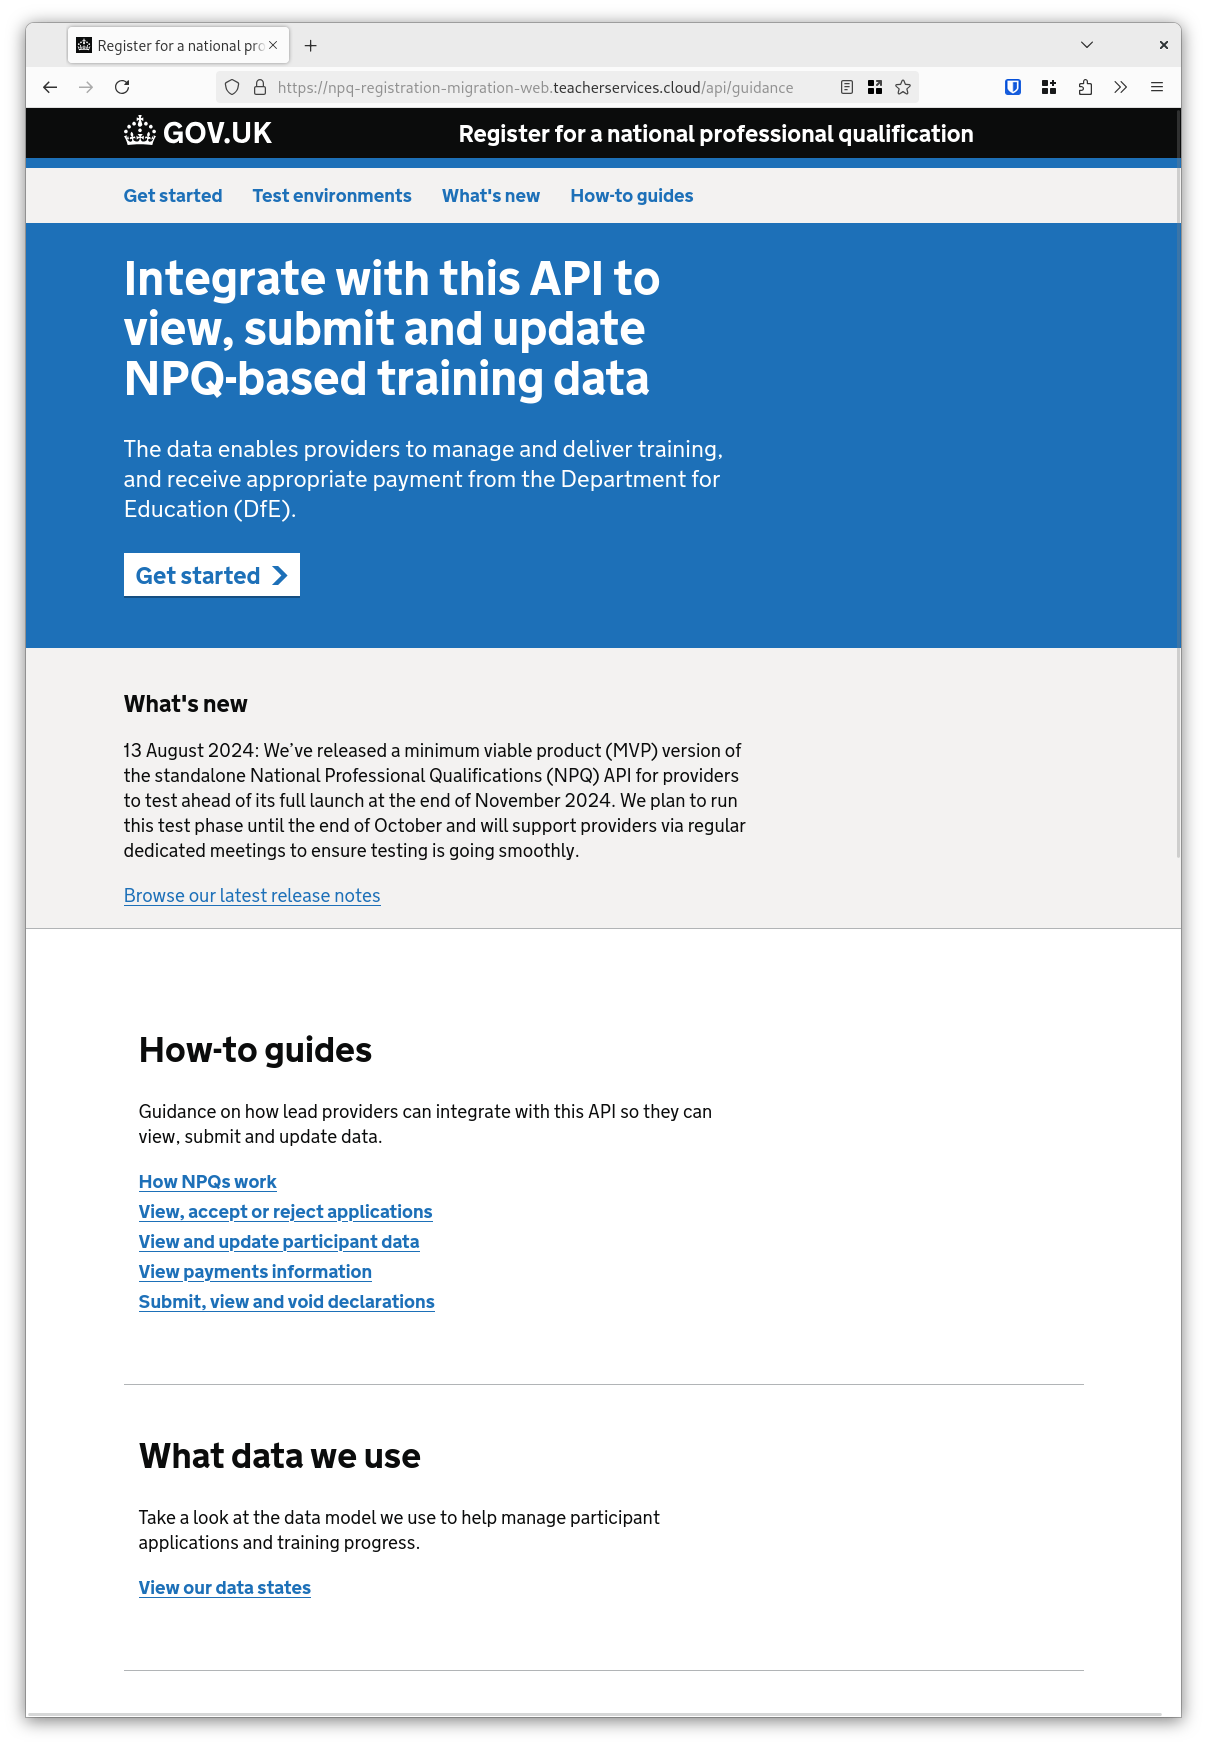 Register for a national pro
https://npq-registration-migration-web.teacherservices.cloud/api/guidance
GOV.UK
Register for a national professional qualification
Get started
Test environments
What's new
How-to guides
Integrate with this API to
view, submit and update
NPQ-based training data
The data enables providers to manage and deliver training,
and receive appropriate payment from the Department for
Education (DfE).
Get started
What's new
13 August 2024: We’ve released a minimum viable product (MVP) version of
the standalone National Professional Qualifications (NPQ) API for providers
to test ahead of its full launch at the end of November 2024. We plan to run
this test phase until the end of October and will support providers via regular
dedicated meetings to ensure testing is going smoothly.
Browse our latest release notes
How-to guides
Guidance on how lead providers can integrate with this API so they can
view, submit and update data.
How NPQs work
View, accept or reject applications
View and update participant data
View payments information
Submit, view and void declarations
What data we use
Take a look at the data model we use to help manage participant
applications and training progress.
View our data states